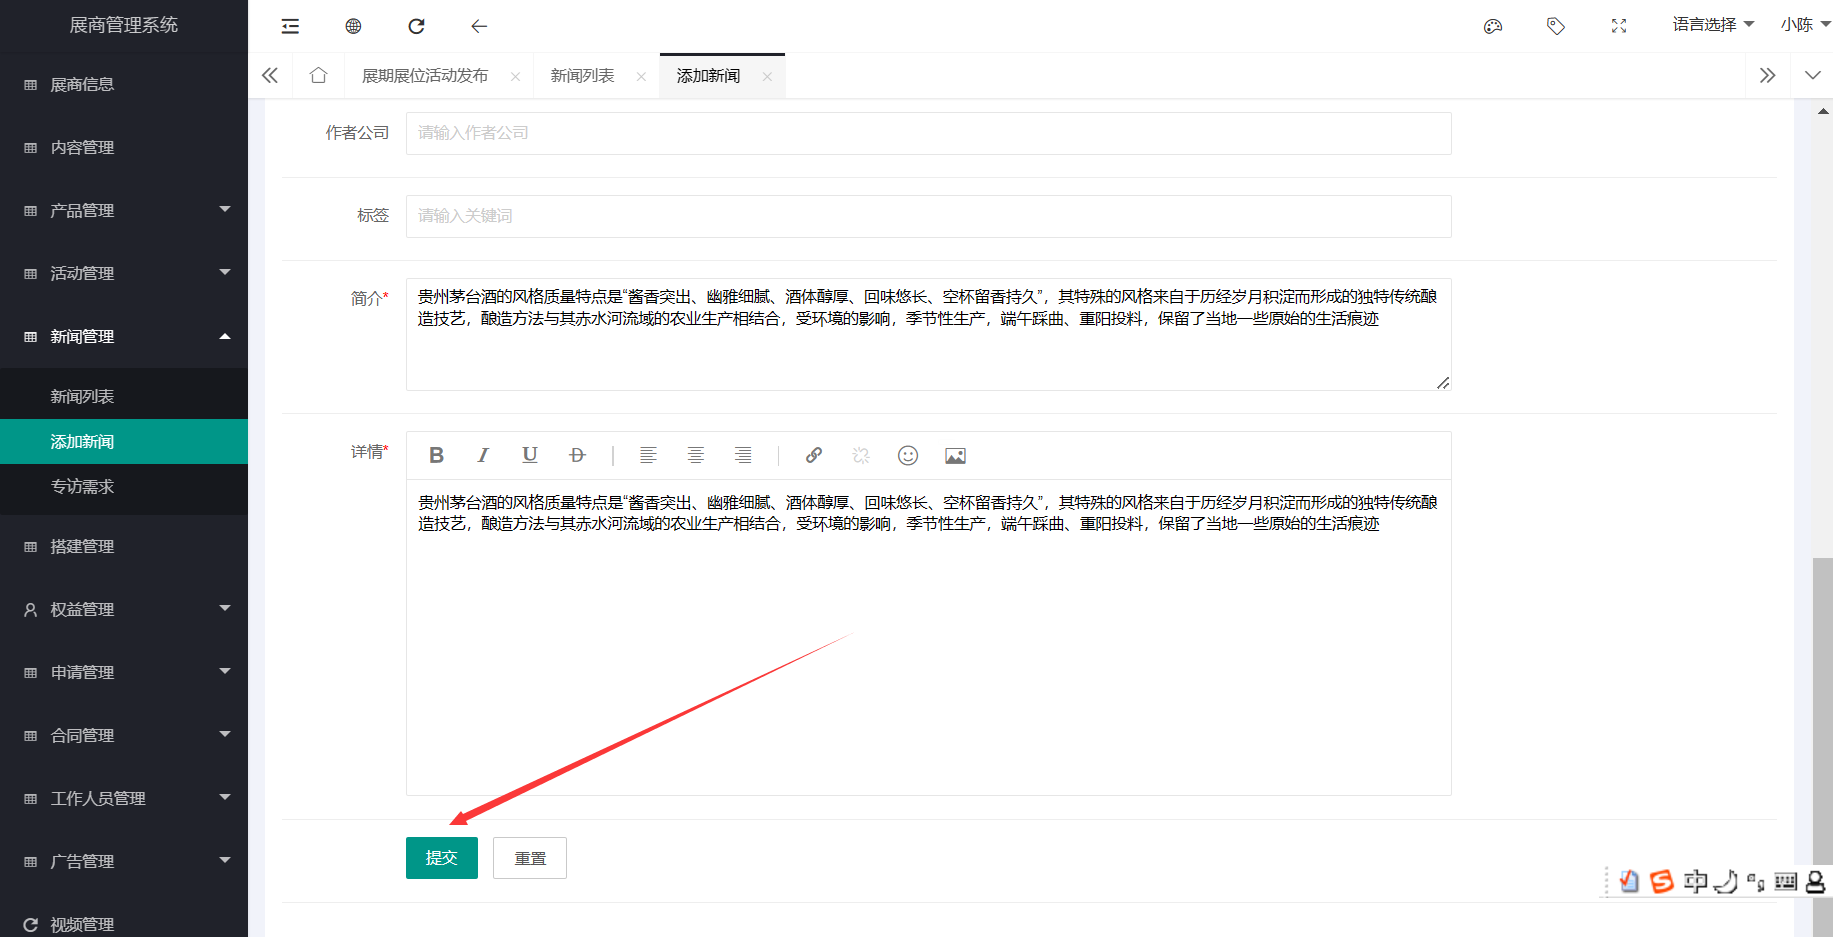 展商管理系统
语言选择
小陈
展期展位活动发布
新闻列表
添加新闻
展商信息
内容管理
产品管理
活动管理
新闻管理
新闻列表
添加新闻
专访需求
搭建管理
权益管理
申请管理
合同管理
工作人员管理
广告管理
视频管理
作者公司
请输入作者公司
标签
请输入关键词
简介*
贵州茅台酒的风格质量特点是“酱香突出、幽雅细腻、酒体醇厚、回味悠长、空杯留香持久”，其特殊的风格来自于历经岁月积淀而形成的独特传统酿
造技艺，酿造方法与其赤水河流域的农业生产相结合，受环境的影响，季节性生产，端午踩曲、重阳投料，保留了当地一些原始的生活痕迹
详情*
B I U D
贵州茅台酒的风格质量特点是“酱香突出、幽雅细腻、酒体醇厚、回味悠长、空杯留香持久”，其特殊的风格来自于历经岁月积淀而形成的独特传统酿
造技艺，酿造方法与其赤水河流域的农业生产相结合，受环境的影响，季节性生产，端午踩曲、重阳投料，保留了当地一些原始的生活痕迹
提交
重置
中